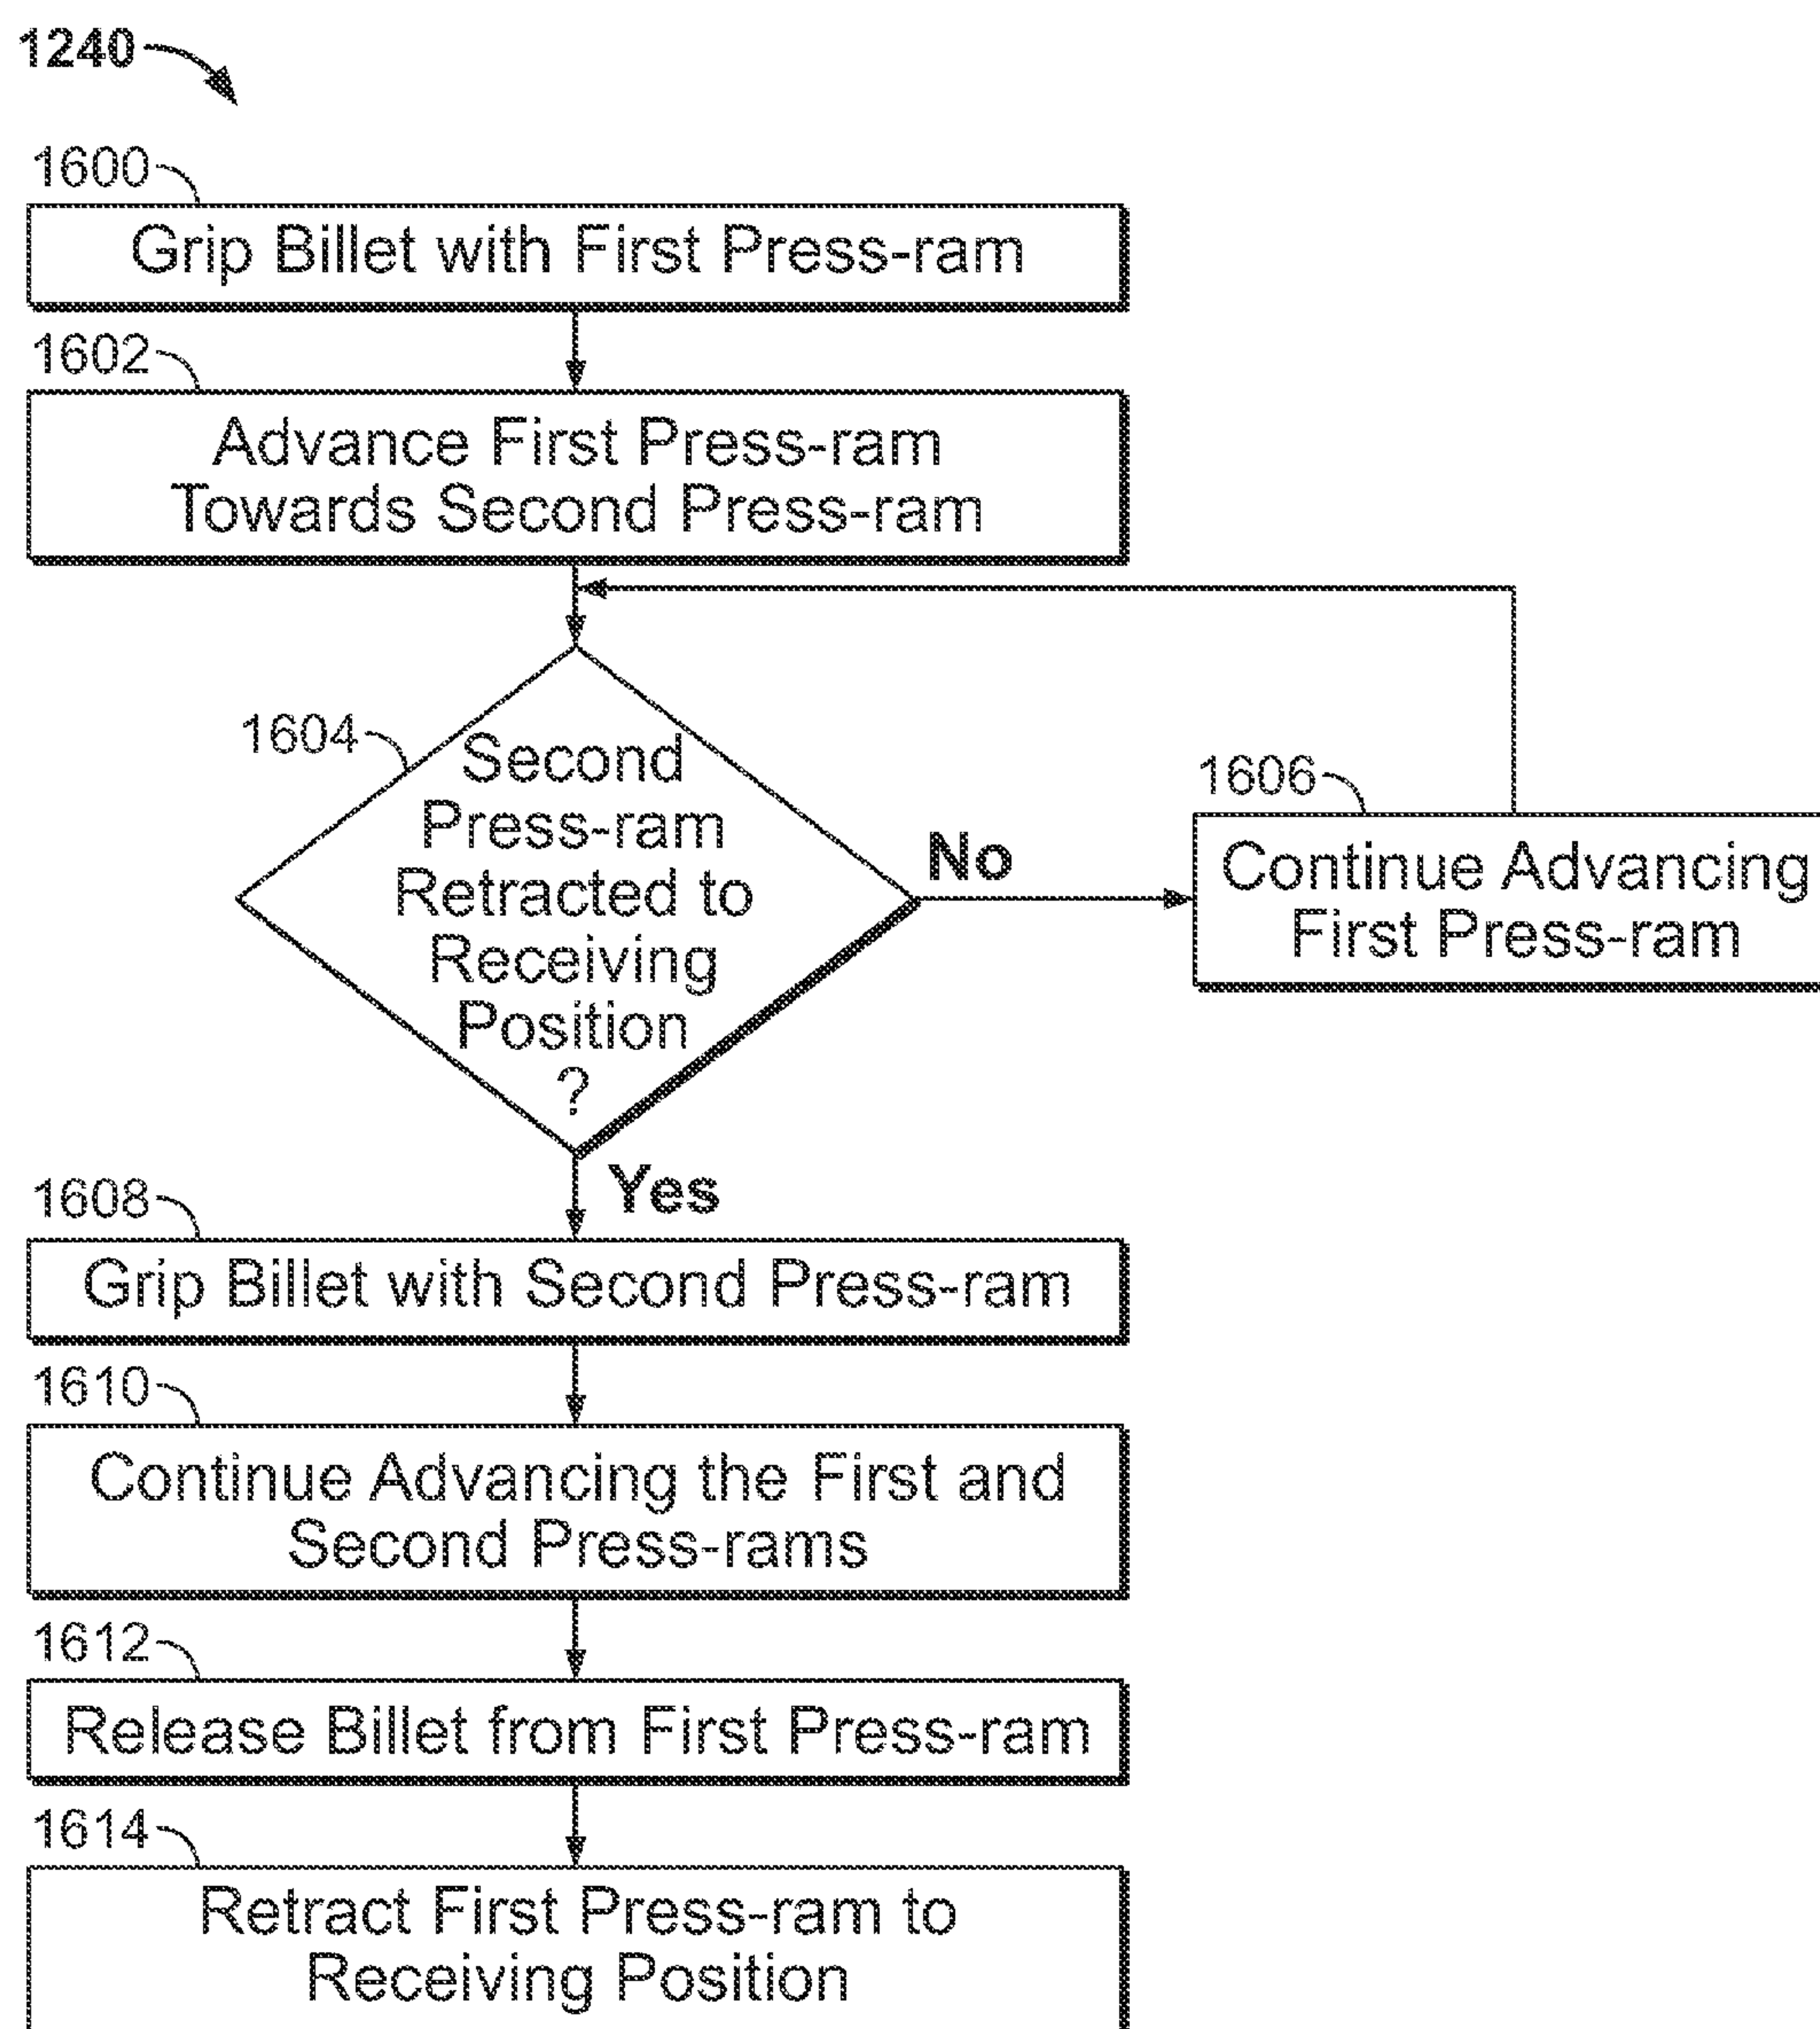 1240
1600
Grip Billet with First Press-ram
1602
Advance First Press-ram
Towards Second Press-ram
1604
Second
Press-ram
Retracted to
Receiving
Position
?
No
1606
Continue Advancing
First Press-ram
Yes
1608
Grip Billet with Second Press-ram
1610
Continue Advancing the First and
Second Press-rams
1612
Release Billet from First Press-ram
1614
Retract First Press-ram to
Receiving Position